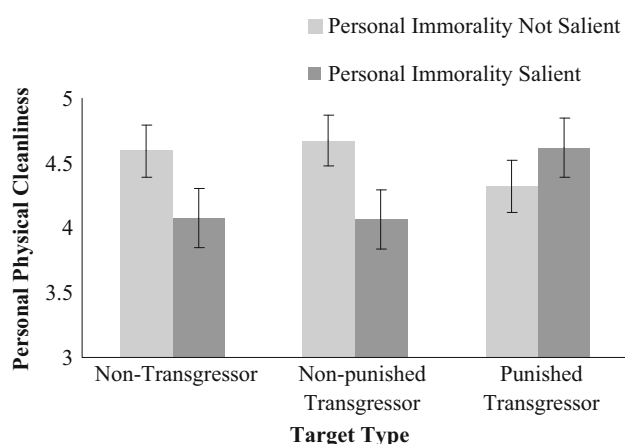 Personal Immorality Not Salient
Personal Immorality Salient
Personal Physical Cleanliness
5
4.5
4
3.5
3
Non-Transgressor
Non-punished
Transgressor
Punished
Transgressor
Target Type